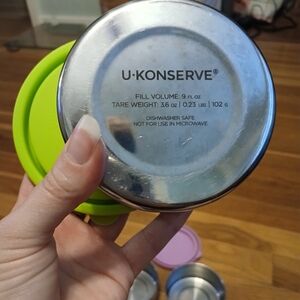 U·KONSERVE®
FILL VOLUME: 9 FL OZ
TARE WEIGHT: 3.6 OZ | 0.23 LBS | 102 G
DISHWASHER SAFE
NOT FOR USE IN MICROWAVE